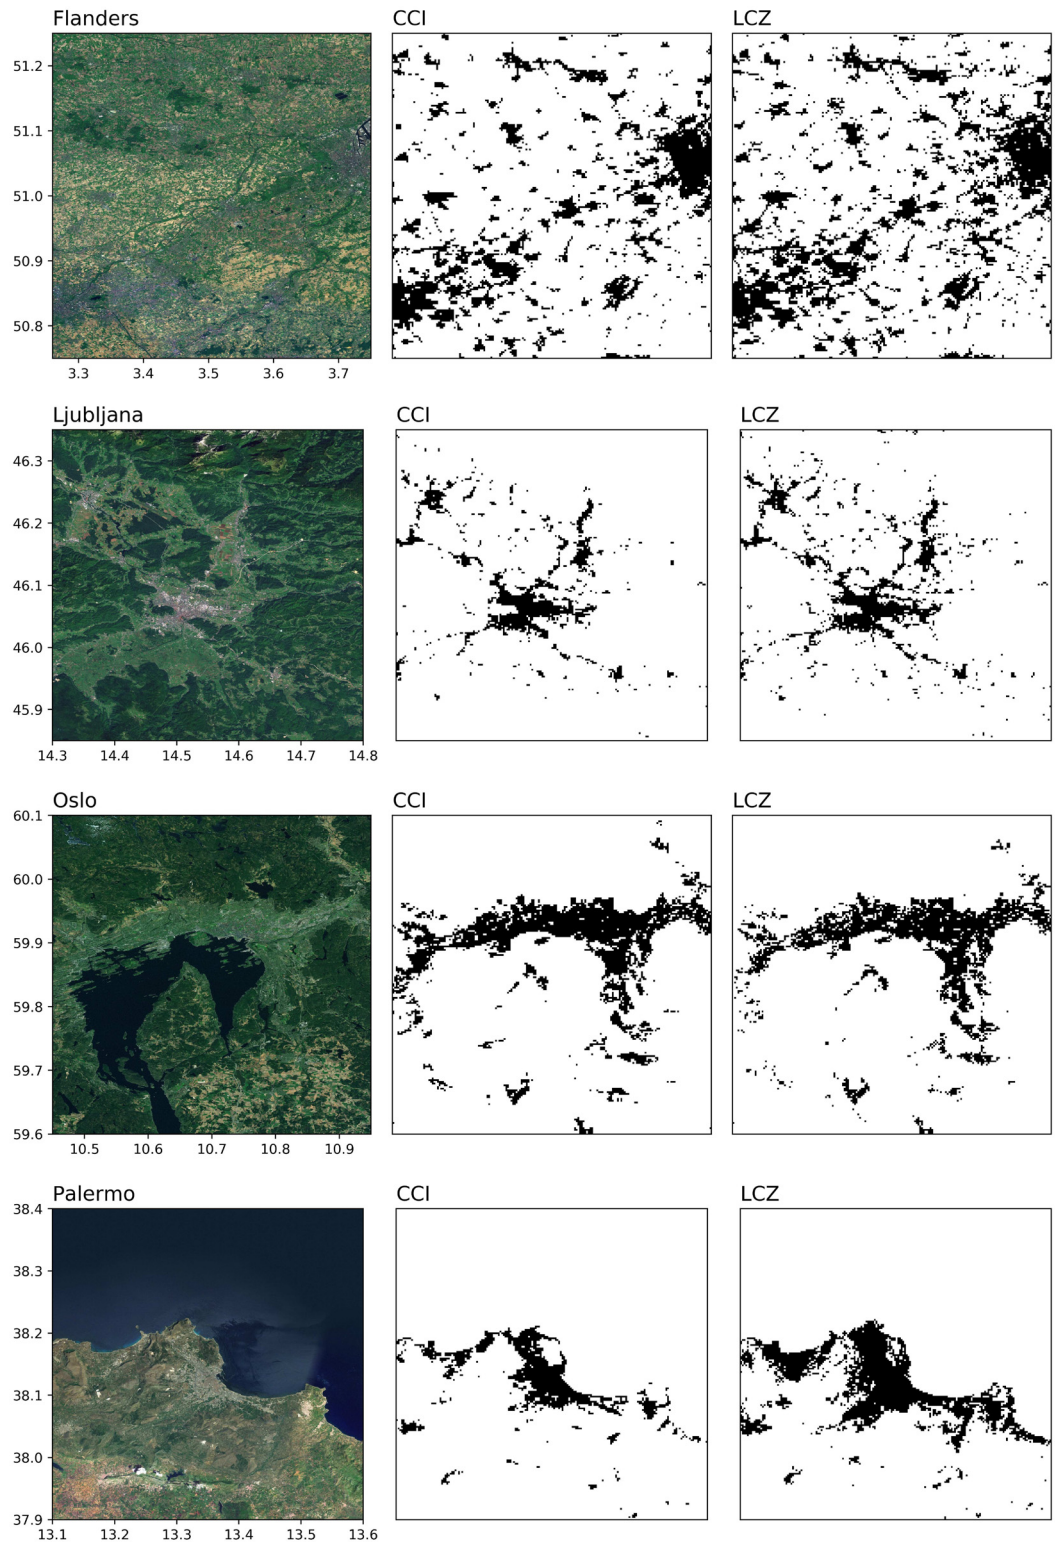 Flanders CCI LCZ
51.2
51.1
51.0
50.9
50.8
3.3 3.4 3.5 3.6 3.7
Ljubljana CCI LCZ
46.3
46.2
46.1
46.0
45.9
14.3 14.4 14.5 14.6 14.7 14.8
Oslo CCI LCZ
60.1
60.0
59.9
59.8
59.7
59.6
10.5 10.6 10.7 10.8 10.9
Palermo CCI LCZ
38.4
38.3
38.2
38.1
38.0
37.9
13.1 13.2 13.3 13.4 13.5 13.6